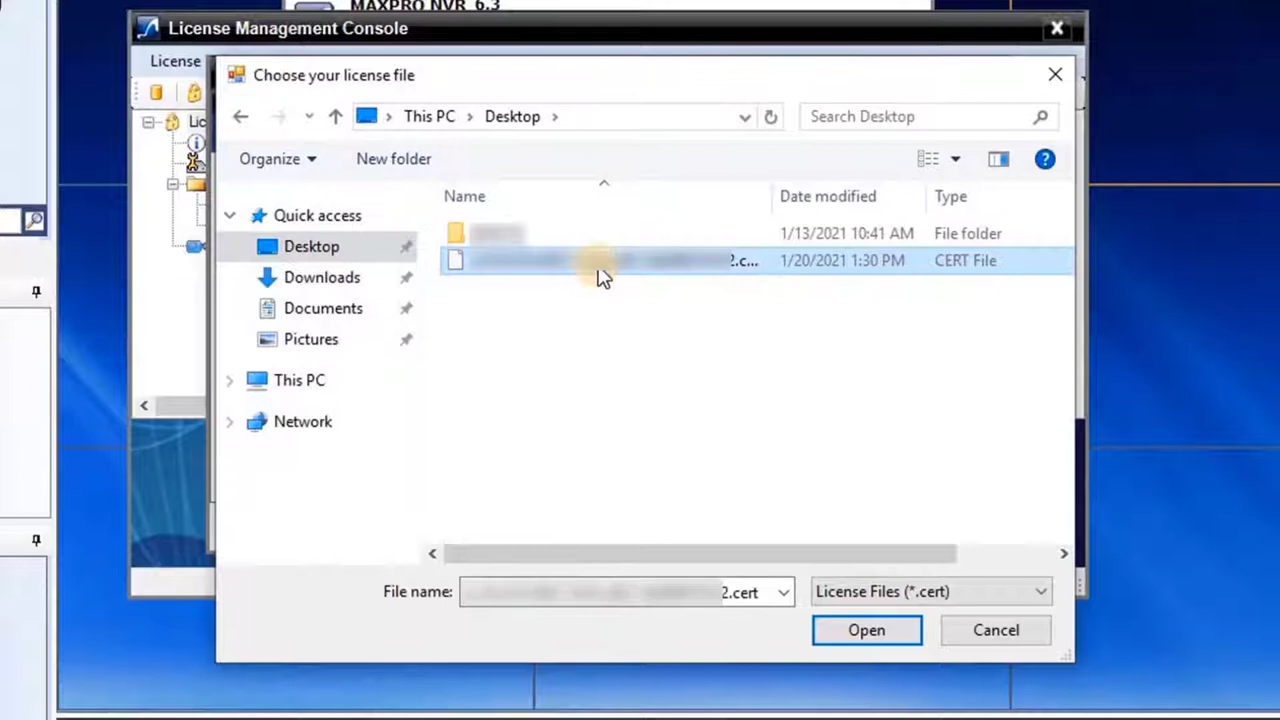 MAXPRO NVR 6.3
License Management Console
License
Choose your license file
This PC
Desktop
Search Desktop
Organize
New folder
Name
Date modified
Type
Lic
Quick access
1/13/2021 10:41 AM
File folder
Desktop
2.c...
1/20/2021 1:30 PM
CERT File
Downloads
Documents
Pictures
This PC
Network
File name:
2.cert
License Files (*.cert)
Open
Cancel